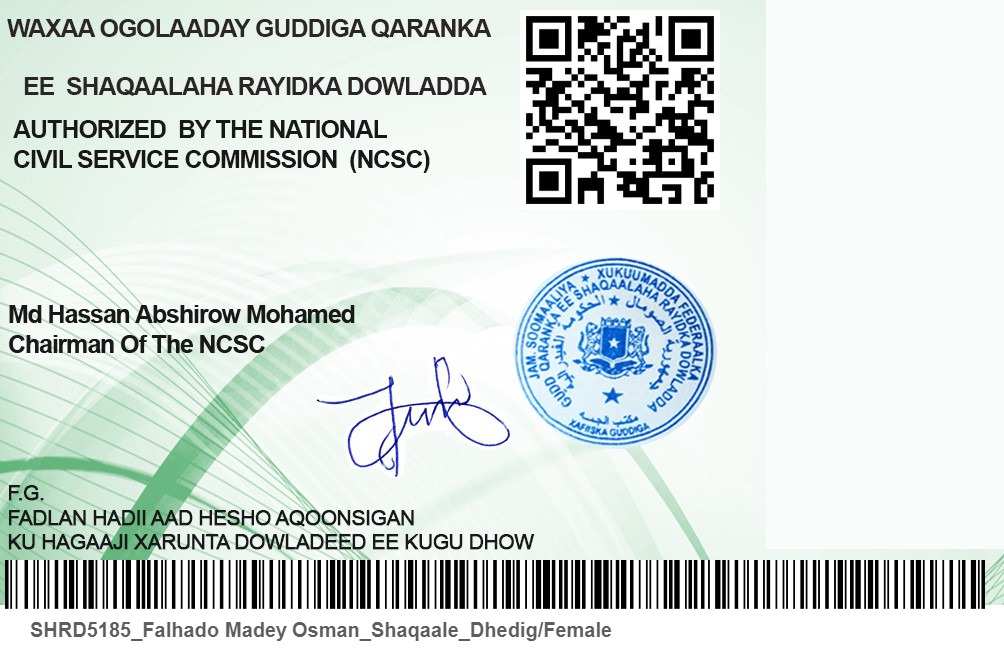 WAXAA OGOLAADAY GUDDIGA QARANKA
EE SHAQAALAHA RAYIDKA DOWLADDA
AUTHORIZED BY THE NATIONAL
CIVIL SERVICE COMMISSION (NCSC)
Md Hassan Abshirow Mohamed
Chairman Of The NCSC
JAM. SOOMAALIYA ★ XUKUUMADDA FEDERAALKA
GUDD QARANKA EE SHAQAALAHA RAYIDKA DOWLADDA
XAFIISKA GUDDIGA
F.G.
FADLAN HADII AAD HESHO AQOONSIGAN
KU HAGAAJI XARUNTA DOWLADEED EE KUGU DHOW
SHRD5185_Falhado Madey Osman_Shaqaale_Dhedig/Female